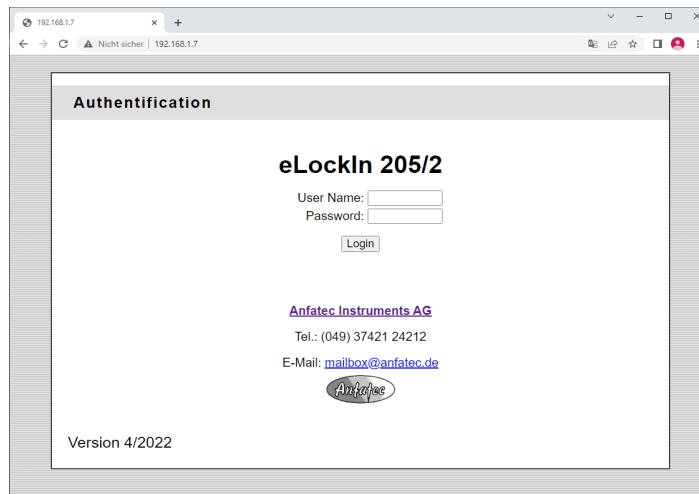 192.168.1.7
Nicht sicher | 192.168.1.7
Authentification
eLockIn 205/2
User Name:
Password:
Login
Anfatec Instruments AG
Tel.: (049) 37421 24212
E-Mail: mailbox@anfatec.de
Anfatec
Version 4/2022